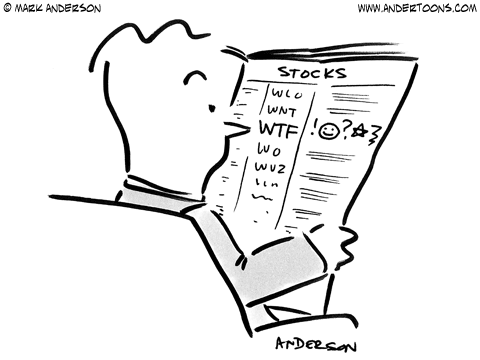 © MARK ANDERSON
WWW.ANDERTOONS.COM
STOCKS
WLO
WNT
WTF !☺?☆
WO
WUZ
ANDERSON